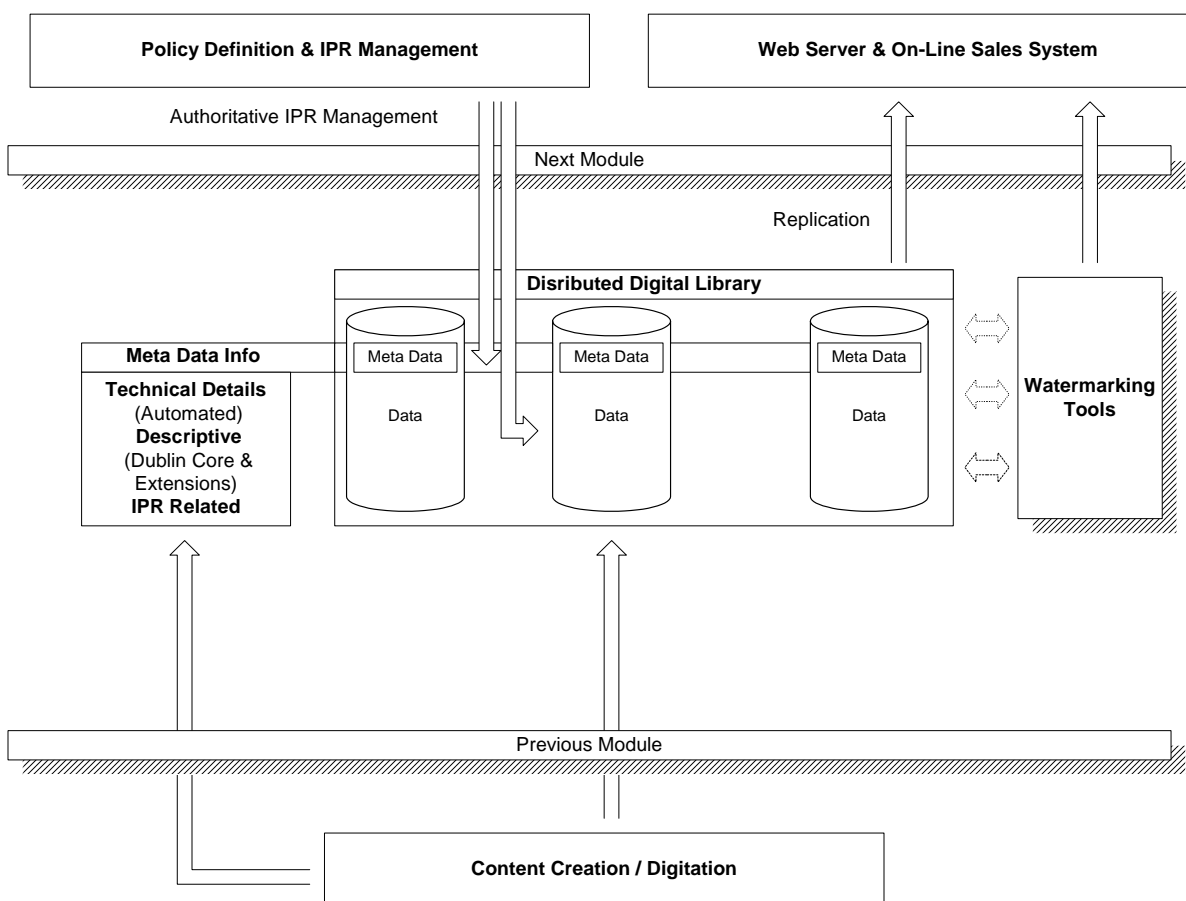 Policy Definition & IPR Management
Web Server & On-Line Sales System
Authoritative IPR Management
Next Module
Replication
Disributed Digital Library
Meta Data Info
Meta Data
Meta Data
Meta Data
Technical Details
(Automated)
Descriptive
(Dublin Core &
Extensions)
IPR Related
Data
Data
Data
Watermarking
Tools
Previous Module
Content Creation / Digitation